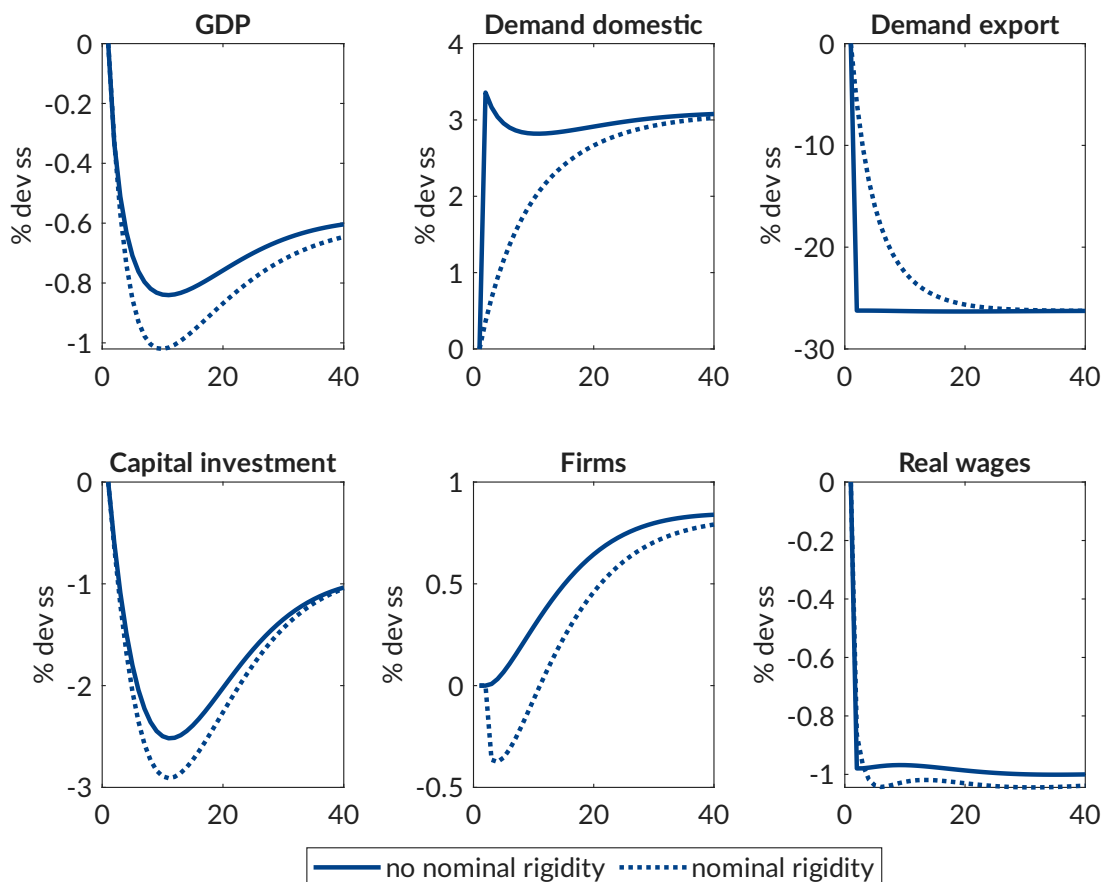 GDP
Demand domestic
Demand export
% dev ss
0
-0.2
-0.4
-0.6
-0.8
-1
0 20 40
% dev ss
4
3
2
1
0
0 20 40
% dev ss
0
-10
-20
-30
0 20 40
Capital investment
Firms
Real wages
% dev ss
0
-1
-2
-3
0 20 40
% dev ss
1
0.5
0
-0.5
0 20 40
% dev ss
0
-0.2
-0.4
-0.6
-0.8
-1
0 20 40
no nominal rigidity nominal rigidity